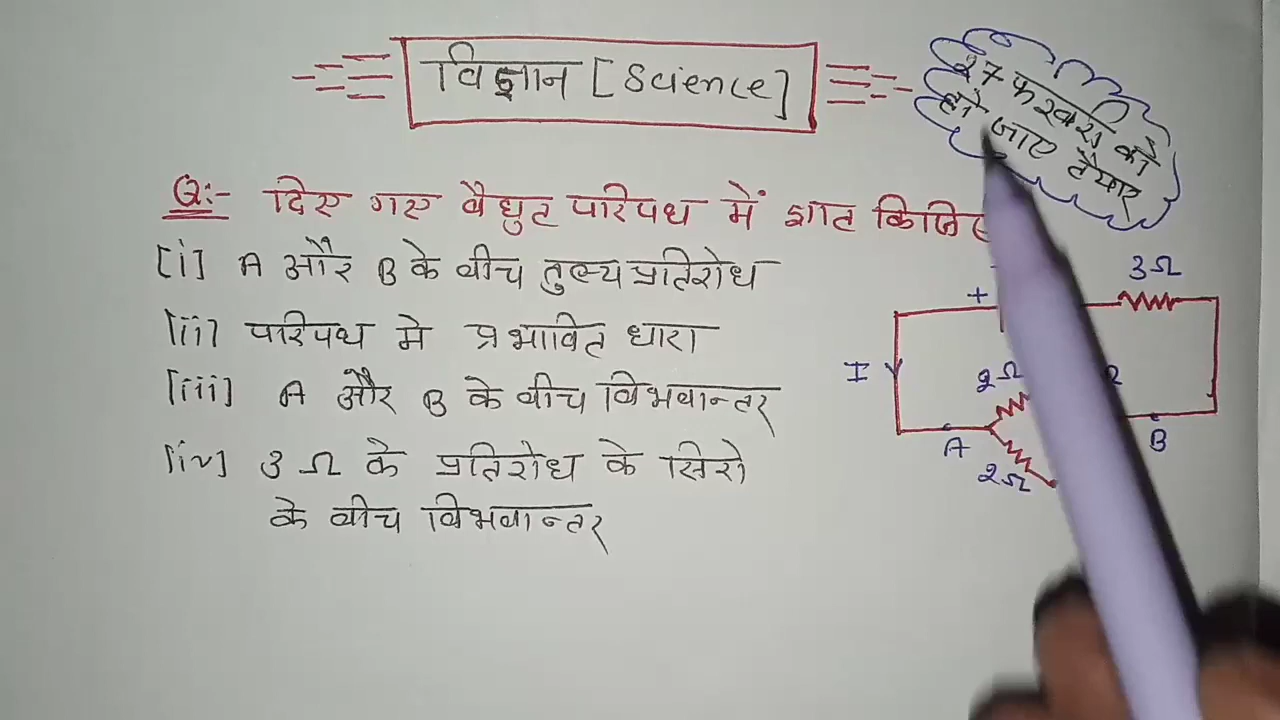 विज्ञान [Science]
27 फरवरी को
हो जाए तैयार
Q:- दिए गए वैधुत परिपथ में ज्ञात किजिए
[i] A और B के बीच तुल्य प्रतिरोध
[ii] परिपथ मे प्रभावित धारा
[iii] A और B के बीच विभवान्तर
[iv] 3 Ω के प्रतिरोध के सिरो
के बीच विभवान्तर
3Ω
+
I
2Ω
Ω
A
B
2Ω